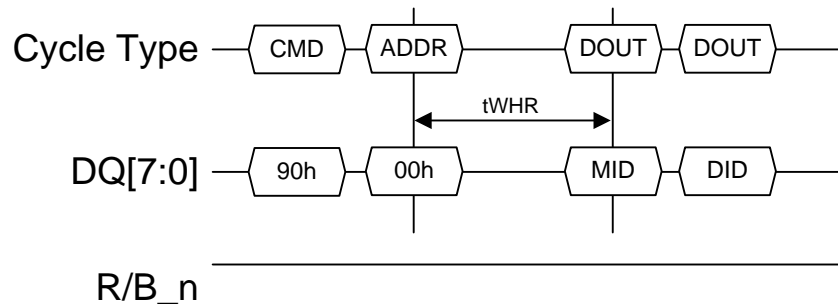 Cycle Type CMD ADDR DOUT DOUT
tWHR
DQ[7:0] 90h 00h MID DID
R/B_n